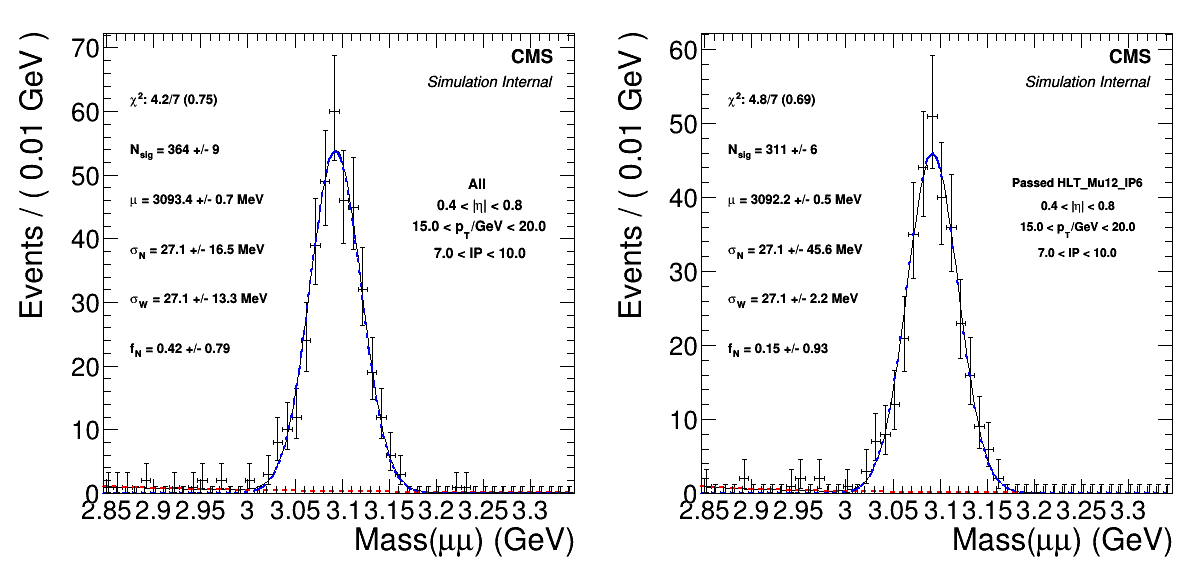 CMS
Simulation Internal
χ²: 4.2/7 (0.75)
N_sig = 364 +/- 9
μ = 3093.4 +/- 0.7 MeV
σ_N = 27.1 +/- 16.5 MeV
σ_W = 27.1 +/- 13.3 MeV
f_N = 0.42 +/- 0.79
All
0.4 < |η| < 0.8
15.0 < p_T/GeV < 20.0
7.0 < IP < 10.0
Events / ( 0.01 GeV )
70
60
50
40
30
20
10
0
2.85 2.9 2.95 3 3.05 3.1 3.15 3.2 3.25 3.3
Mass(μμ) (GeV)
CMS
Simulation Internal
χ²: 4.8/7 (0.69)
N_sig = 311 +/- 6
μ = 3092.2 +/- 0.5 MeV
σ_N = 27.1 +/- 45.6 MeV
σ_W = 27.1 +/- 2.2 MeV
f_N = 0.15 +/- 0.93
Passed HLT_Mu12_IP6
0.4 < |η| < 0.8
15.0 < p_T/GeV < 20.0
7.0 < IP < 10.0
Events / ( 0.01 GeV )
60
50
40
30
20
10
0
2.85 2.9 2.95 3 3.05 3.1 3.15 3.2 3.25 3.3
Mass(μμ) (GeV)